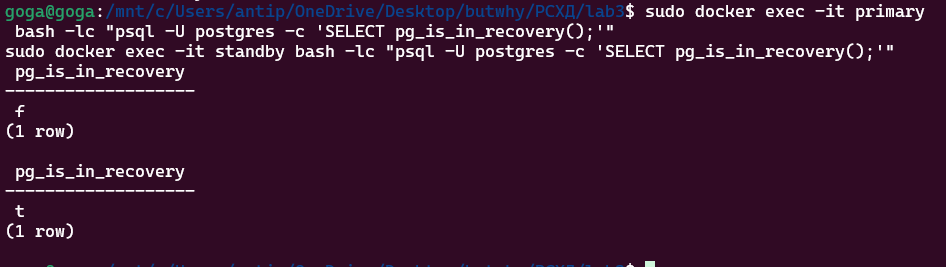 goga@goga:/mnt/c/Users/antip/OneDrive/Desktop/butwhy/РСХД/lab3$ sudo docker exec -it primary
 bash -lc "psql -U postgres -c 'SELECT pg_is_in_recovery();'"
sudo docker exec -it standby bash -lc "psql -U postgres -c 'SELECT pg_is_in_recovery();'"
 pg_is_in_recovery
-------------------
 f
(1 row)
 pg_is_in_recovery
-------------------
 t
(1 row)